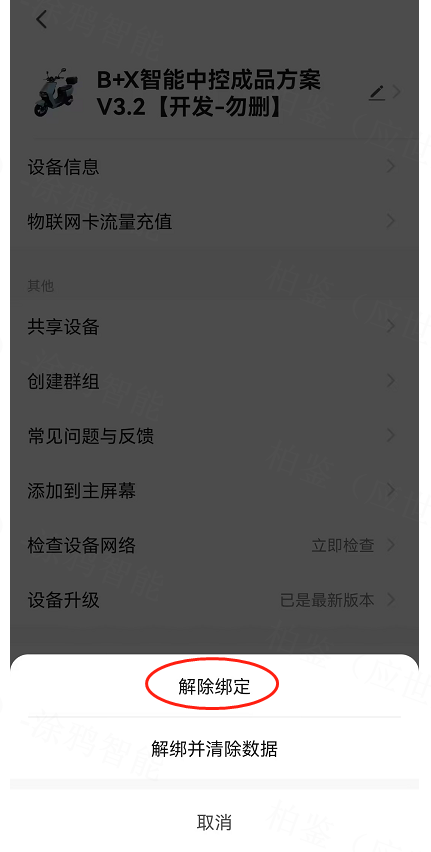 B+X智能中控成品方案
V3.2【开发-勿删】
设备信息
物联网卡流量充值
其他
共享设备
创建群组
常见问题与反馈
添加到主屏幕
检查设备网络 立即检查
设备升级 已是最新版本
解除绑定
解绑并清除数据
取消
涂鸦智能